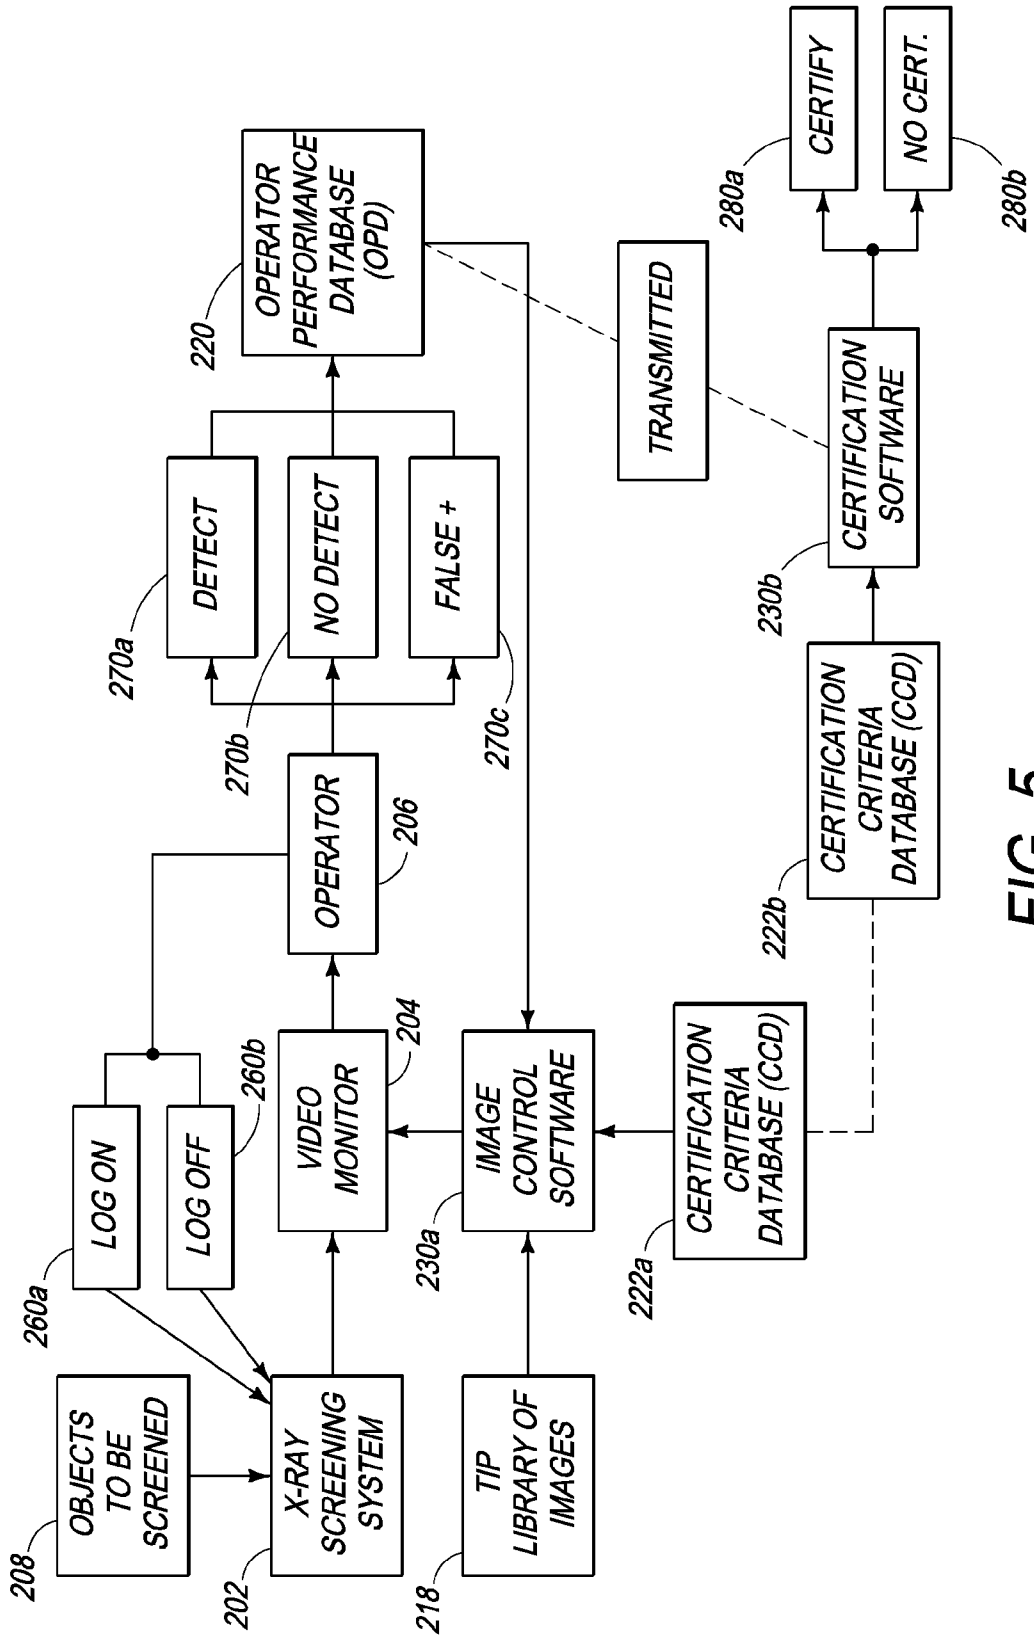 208
OBJECTS
TO BE
SCREENED
260a
LOG ON
LOG OFF
260b
202
X-RAY
SCREENING
SYSTEM
VIDEO
MONITOR
204
OPERATOR
206
270a
DETECT
270b
NO DETECT
FALSE +
270c
220
OPERATOR
PERFORMANCE
DATABASE
(OPD)
218
TIP
LIBRARY OF
IMAGES
230a
IMAGE
CONTROL
SOFTWARE
TRANSMITTED
222a
CERTIFICATION
CRITERIA
DATABASE (CCD)
222b
CERTIFICATION
CRITERIA
DATABASE (CCD)
230b
CERTIFICATION
SOFTWARE
280a
CERTIFY
NO CERT.
280b
FIG. 5